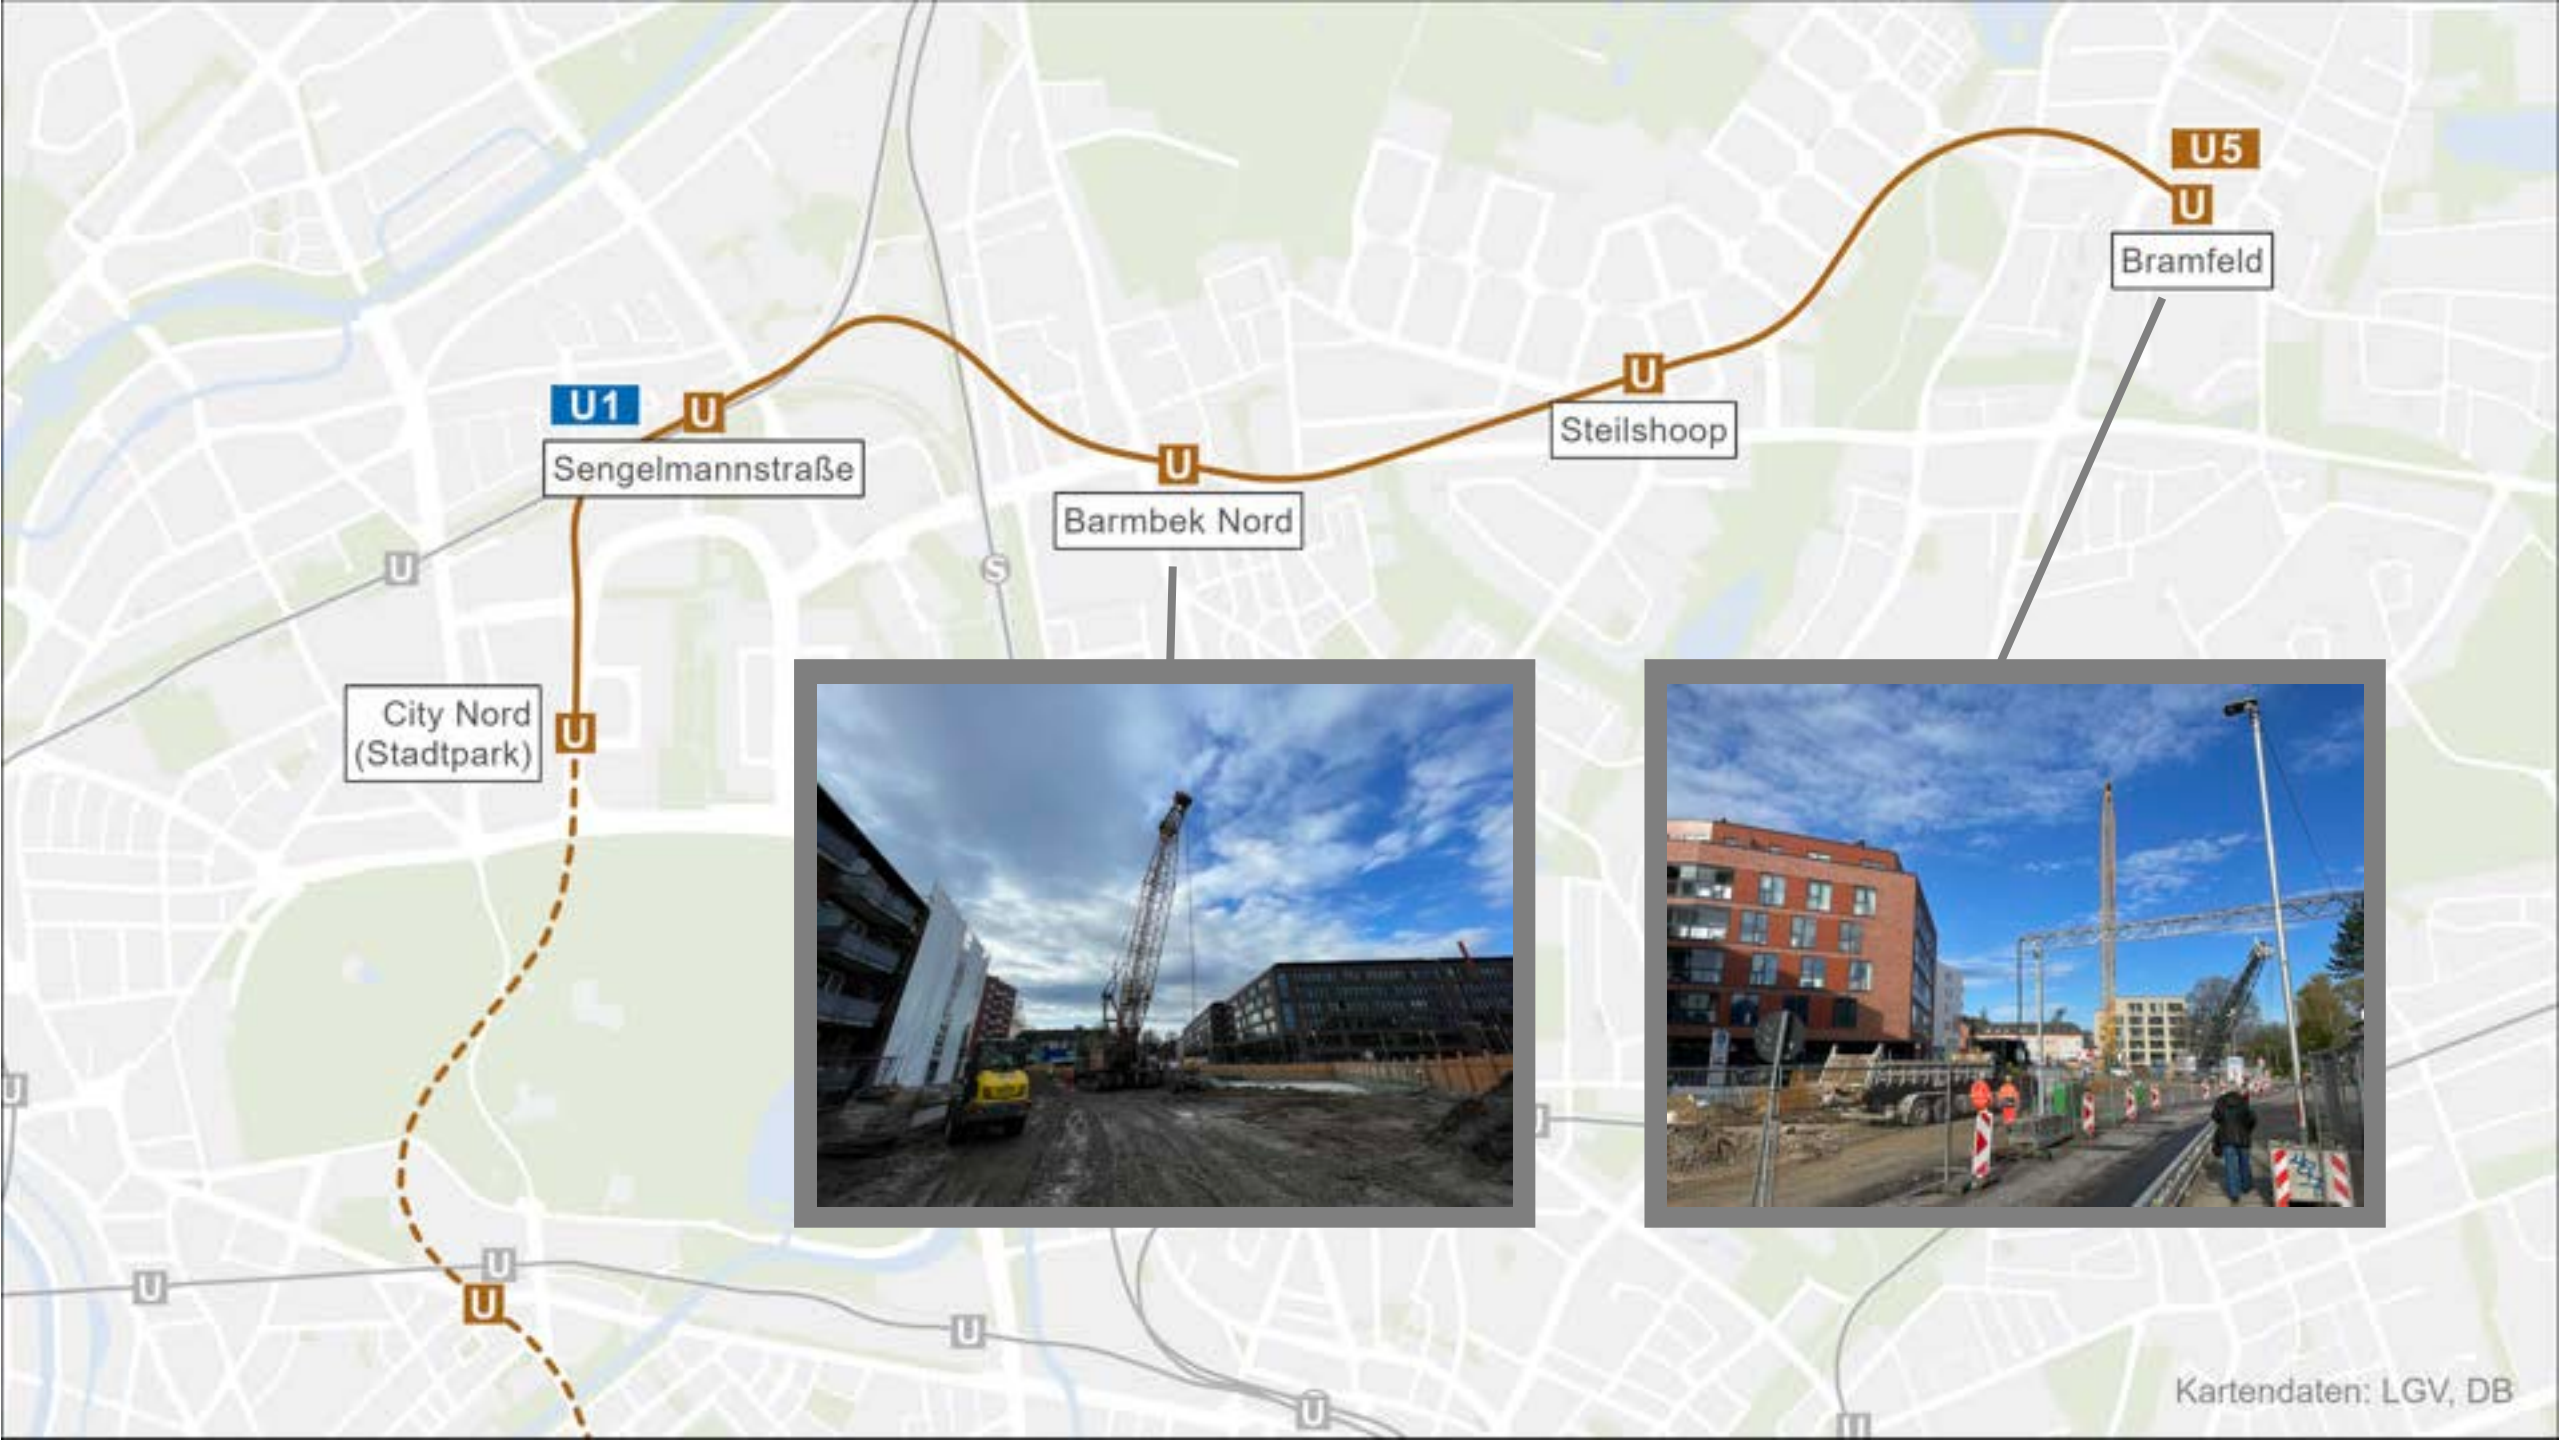 U5
U
Bramfeld
U1
U
U
Steilshoop
Sengelmannstraße
U
Barmbek Nord
U
S
City Nord
(Stadtpark)
U
U
U
U
U
U
U
U
U
U
Kartendaten: LGV, DB